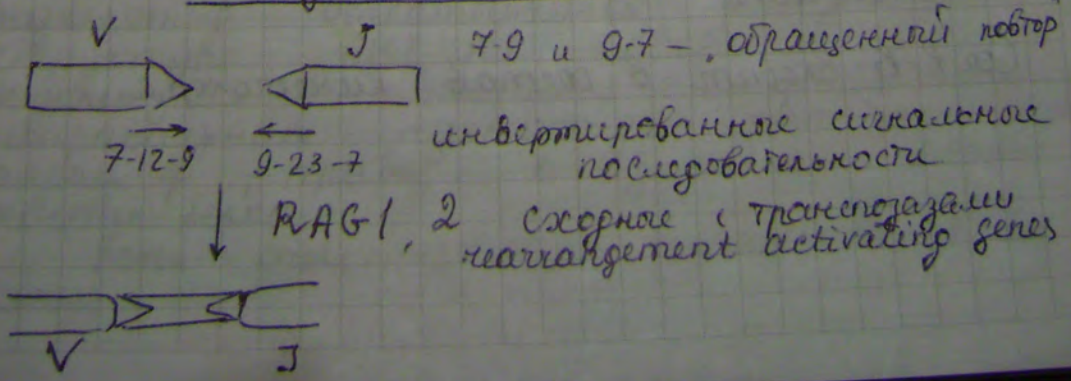 V J 7-9 и 9-7 - обращенный повтор
7-12-9 9-23-7 инвертированные сигнальные
последовательности
RAG1, 2 сходные с транспозазами
rearrangement activating genes
V J